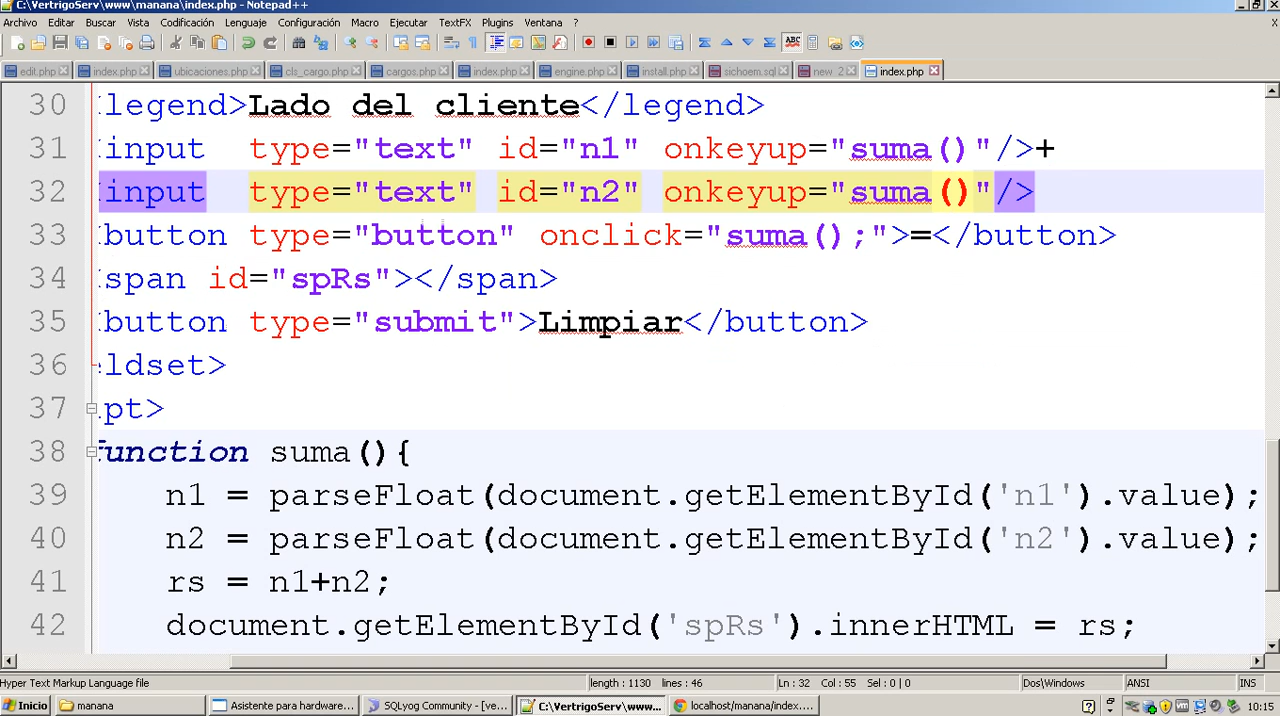 C:\VertrigoServ\www\manana\index.php - Notepad++
Archivo Editar Buscar Vista Codificación Lenguaje Configuración Macro Ejecutar TextFX Plugins Ventana ?
edit.php index.php ubicaciones.php cls_cargo.php cargos.php index.php engine.php install.php sichoem.sql new 2 index.php
30 <legend>Lado del cliente</legend>
31 <input type="text" id="n1" onkeyup="suma()"/>+
32 <input type="text" id="n2" onkeyup="suma()"/>
33 <button type="button" onclick="suma();">=</button>
34 <span id="spRs"></span>
35 <button type="submit">Limpiar</button>
36 eldset>
37 ipt>
38 function suma(){
39 n1 = parseFloat(document.getElementById('n1').value);
40 n2 = parseFloat(document.getElementById('n2').value);
41 rs = n1+n2;
42 document.getElementById('spRs').innerHTML = rs;
Hyper Text Markup Language file length : 1130 lines : 46 Ln : 32 Col : 55 Sel : 0 | 0 Dos\Windows ANSI INS
Inicio manana Asistente para hardware... SQLyog Community - [ve... C:\VertrigoServ\www... localhost/manana/index.... 10:15